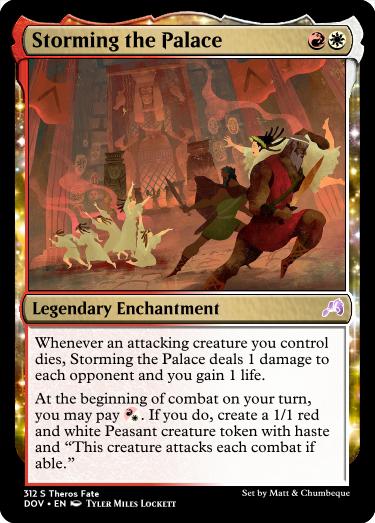 Storming the Palace
Legendary Enchantment
Whenever an attacking creature you control
dies, Storming the Palace deals 1 damage to
each opponent and you gain 1 life.
At the beginning of combat on your turn,
you may pay . If you do, create a 1/1 red
and white Peasant creature token with haste
and “This creature attacks each combat if
able.”
312 S Theros Fate
DOV • EN TYLER MILES LOCKETT
Set by Matt & Chumbeque